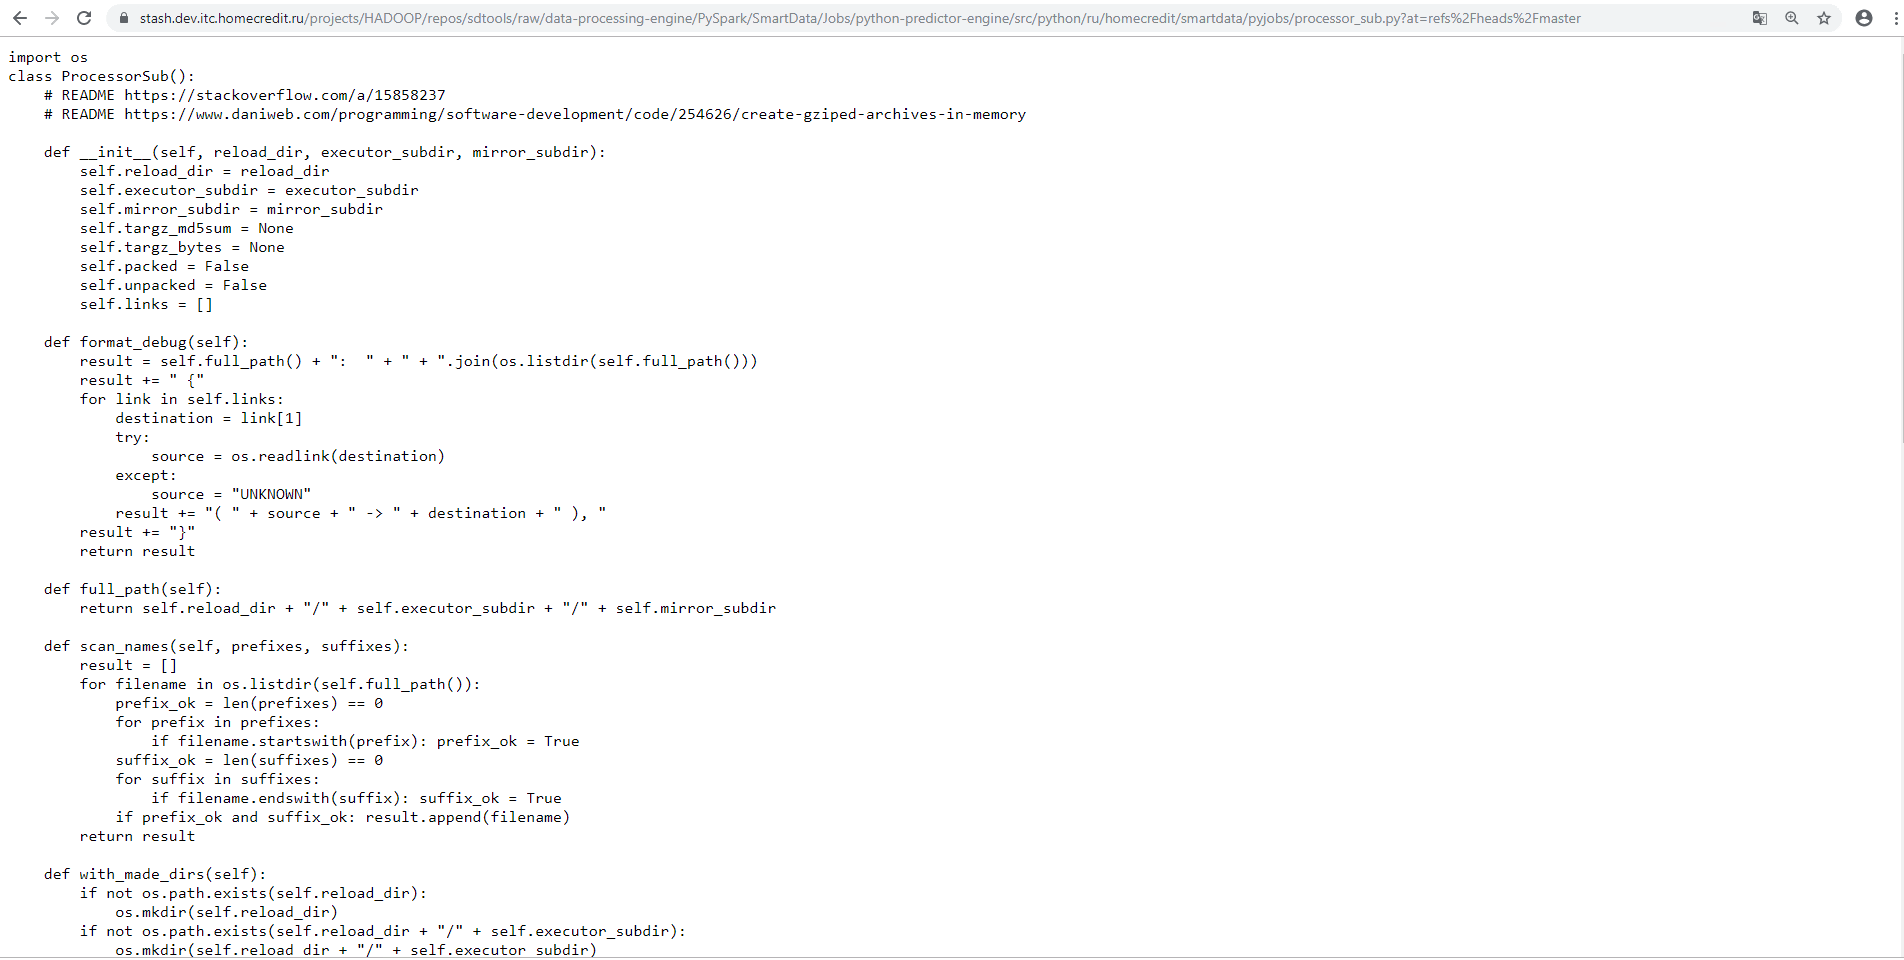 stash.dev.itc.homecredit.ru/projects/HADOOP/repos/sdtools/raw/data-processing-engine/PySpark/SmartData/Jobs/python-predictor-engine/src/python/ru/homecredit/smartdata/pyjobs/processor_sub.py?at=refs%2Fheads%2Fmaster
import os
class ProcessorSub():
    # README https://stackoverflow.com/a/15858237
    # README https://www.daniweb.com/programming/software-development/code/254626/create-gziped-archives-in-memory

    def __init__(self, reload_dir, executor_subdir, mirror_subdir):
        self.reload_dir = reload_dir
        self.executor_subdir = executor_subdir
        self.mirror_subdir = mirror_subdir
        self.targz_md5sum = None
        self.targz_bytes = None
        self.packed = False
        self.unpacked = False
        self.links = []

    def format_debug(self):
        result = self.full_path() + ":  " + " + ".join(os.listdir(self.full_path()))
        result += " {"
        for link in self.links:
            destination = link[1]
            try:
                source = os.readlink(destination)
            except:
                source = "UNKNOWN"
            result += "( " + source + " -> " + destination + " ), "
        result += "}"
        return result

    def full_path(self):
        return self.reload_dir + "/" + self.executor_subdir + "/" + self.mirror_subdir

    def scan_names(self, prefixes, suffixes):
        result = []
        for filename in os.listdir(self.full_path()):
            prefix_ok = len(prefixes) == 0
            for prefix in prefixes:
                if filename.startswith(prefix): prefix_ok = True
            suffix_ok = len(suffixes) == 0
            for suffix in suffixes:
                if filename.endswith(suffix): suffix_ok = True
            if prefix_ok and suffix_ok: result.append(filename)
        return result

    def with_made_dirs(self):
        if not os.path.exists(self.reload_dir):
            os.mkdir(self.reload_dir)
        if not os.path.exists(self.reload_dir + "/" + self.executor_subdir):
            os.mkdir(self.reload_dir + "/" + self.executor_subdir)